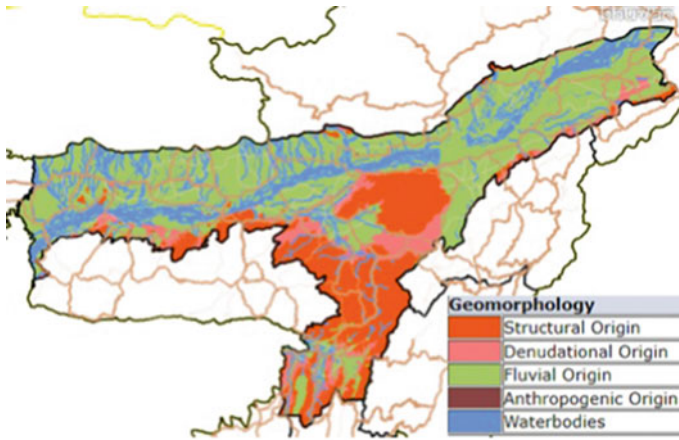 Geomorphology
Structural Origin
Denudational Origin
Fluvial Origin
Anthropogenic Origin
Waterbodies